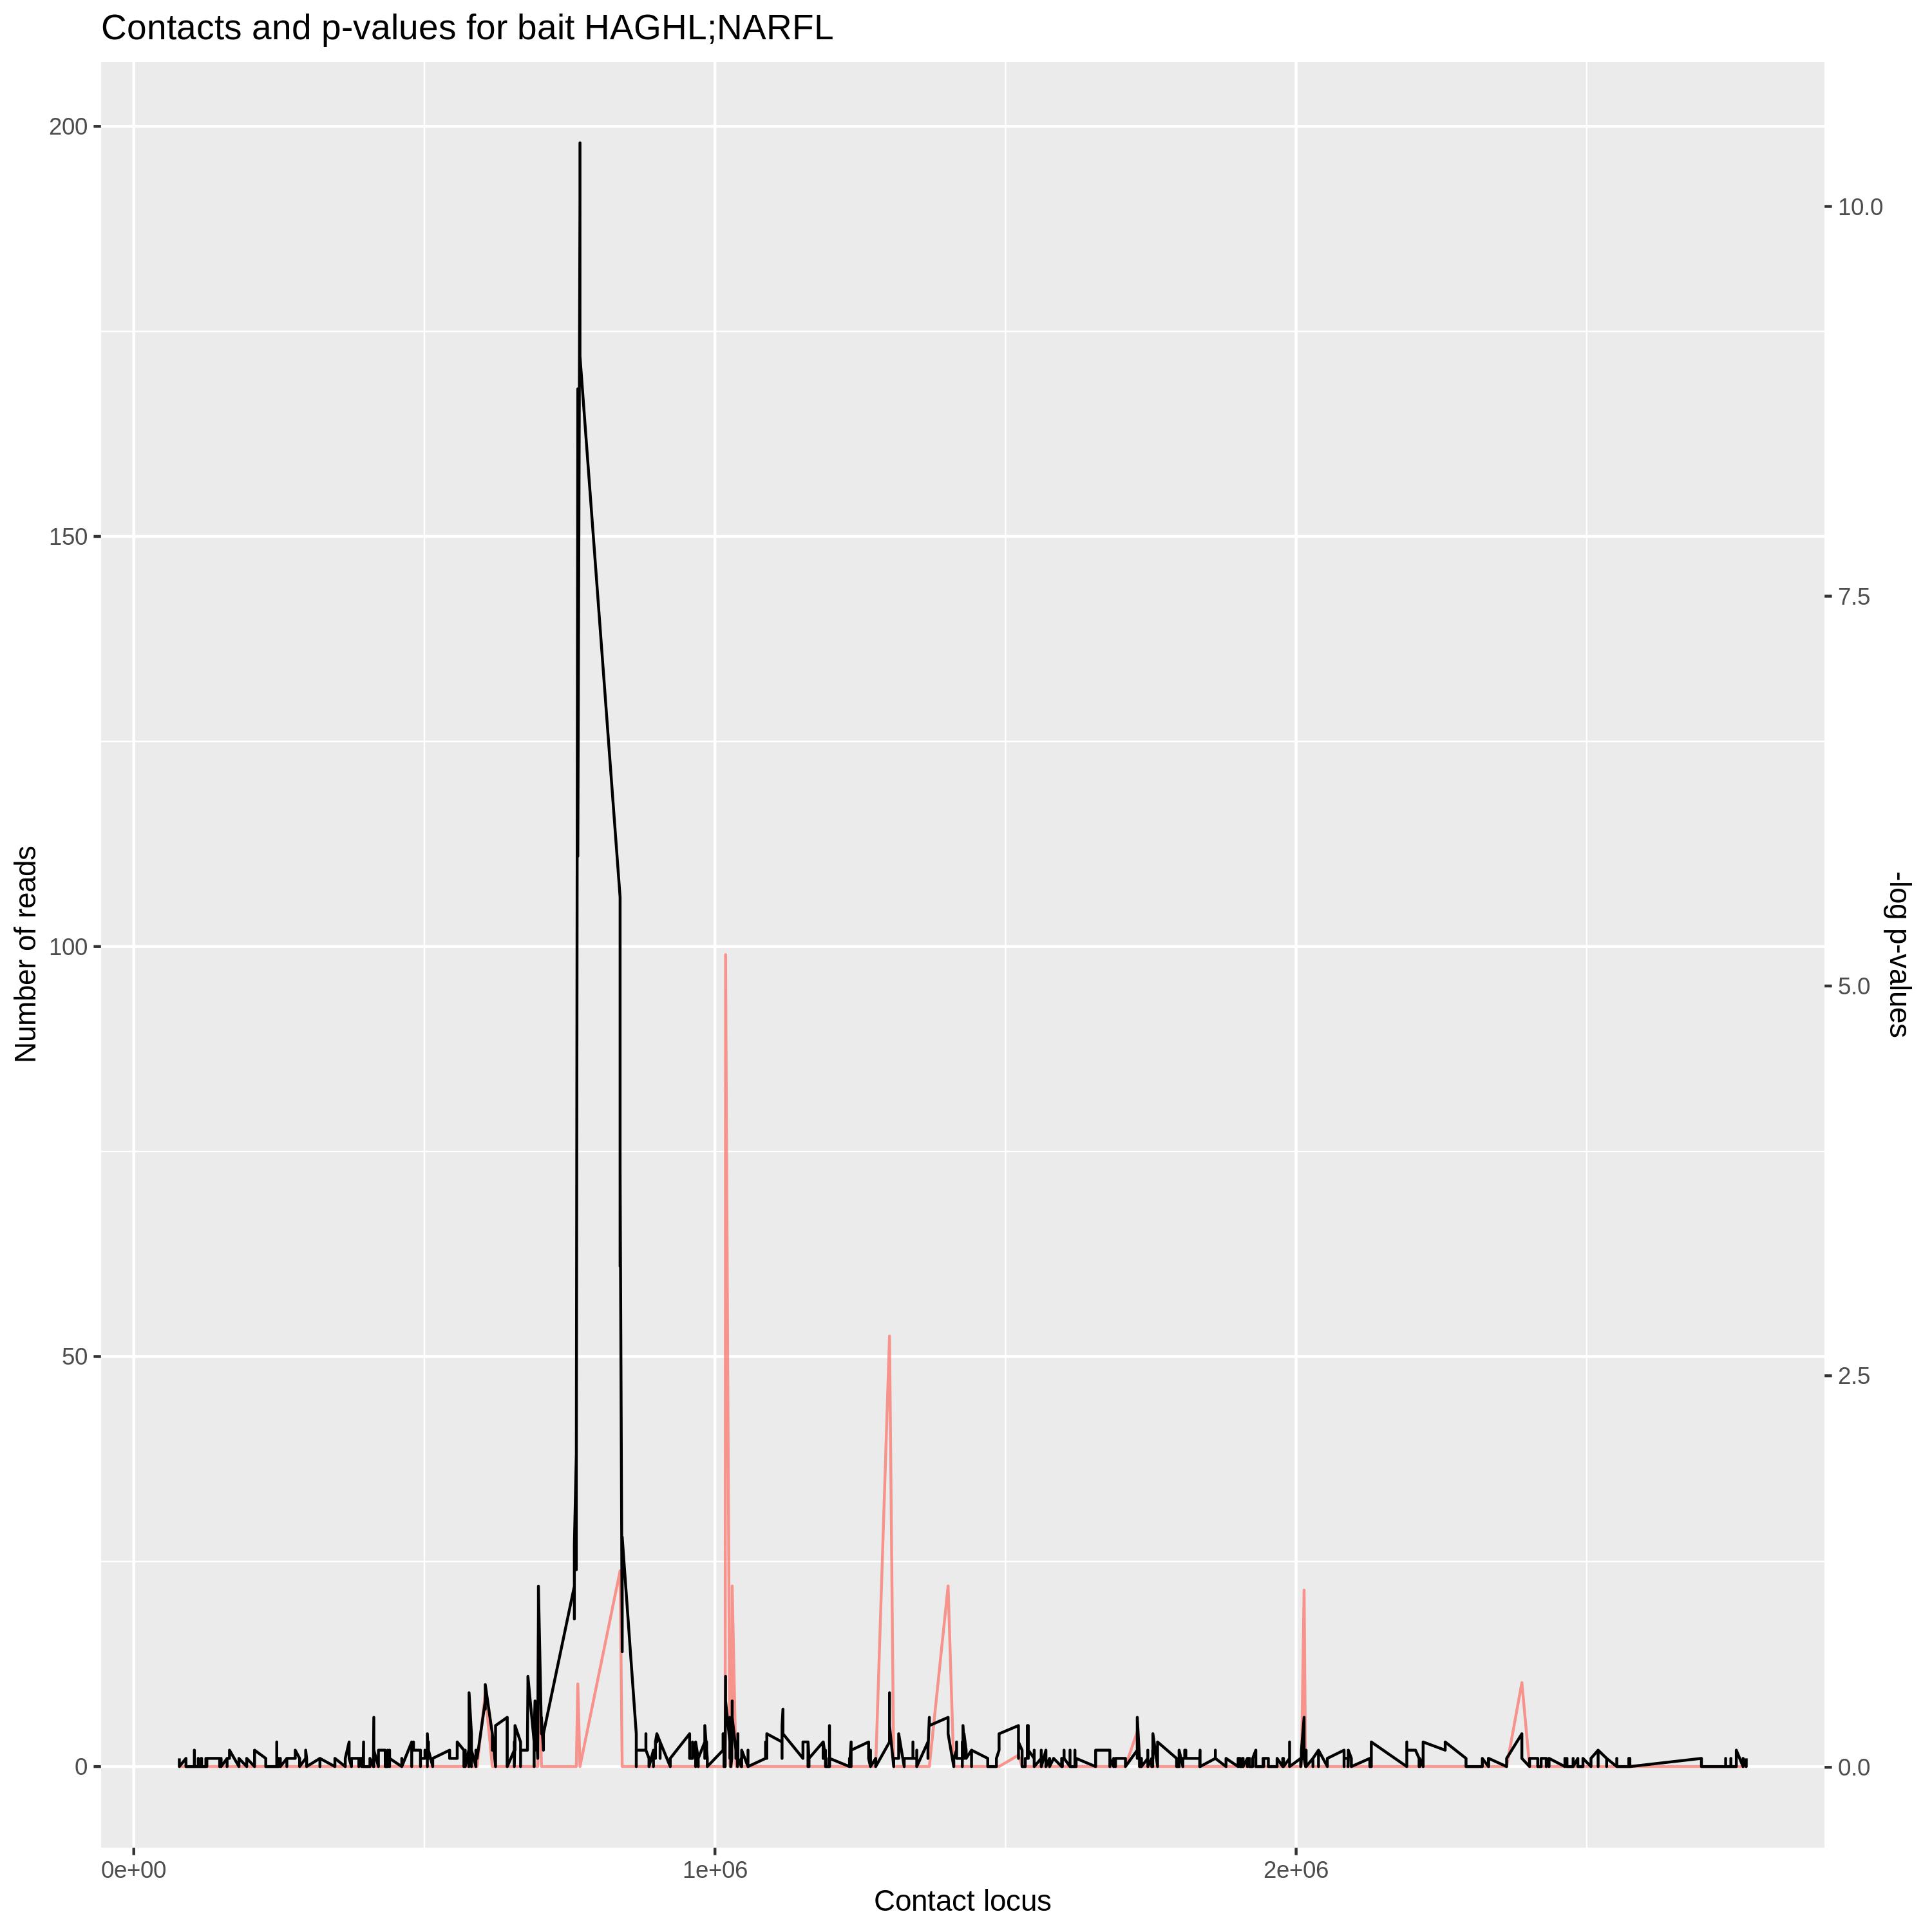 Contacts and p-values for bait HAGHL;NARFL
200
150
100
50
0
Number of reads
10.0
7.5
5.0
2.5
0.0
-log p-values
0e+00
1e+06
2e+06
Contact locus